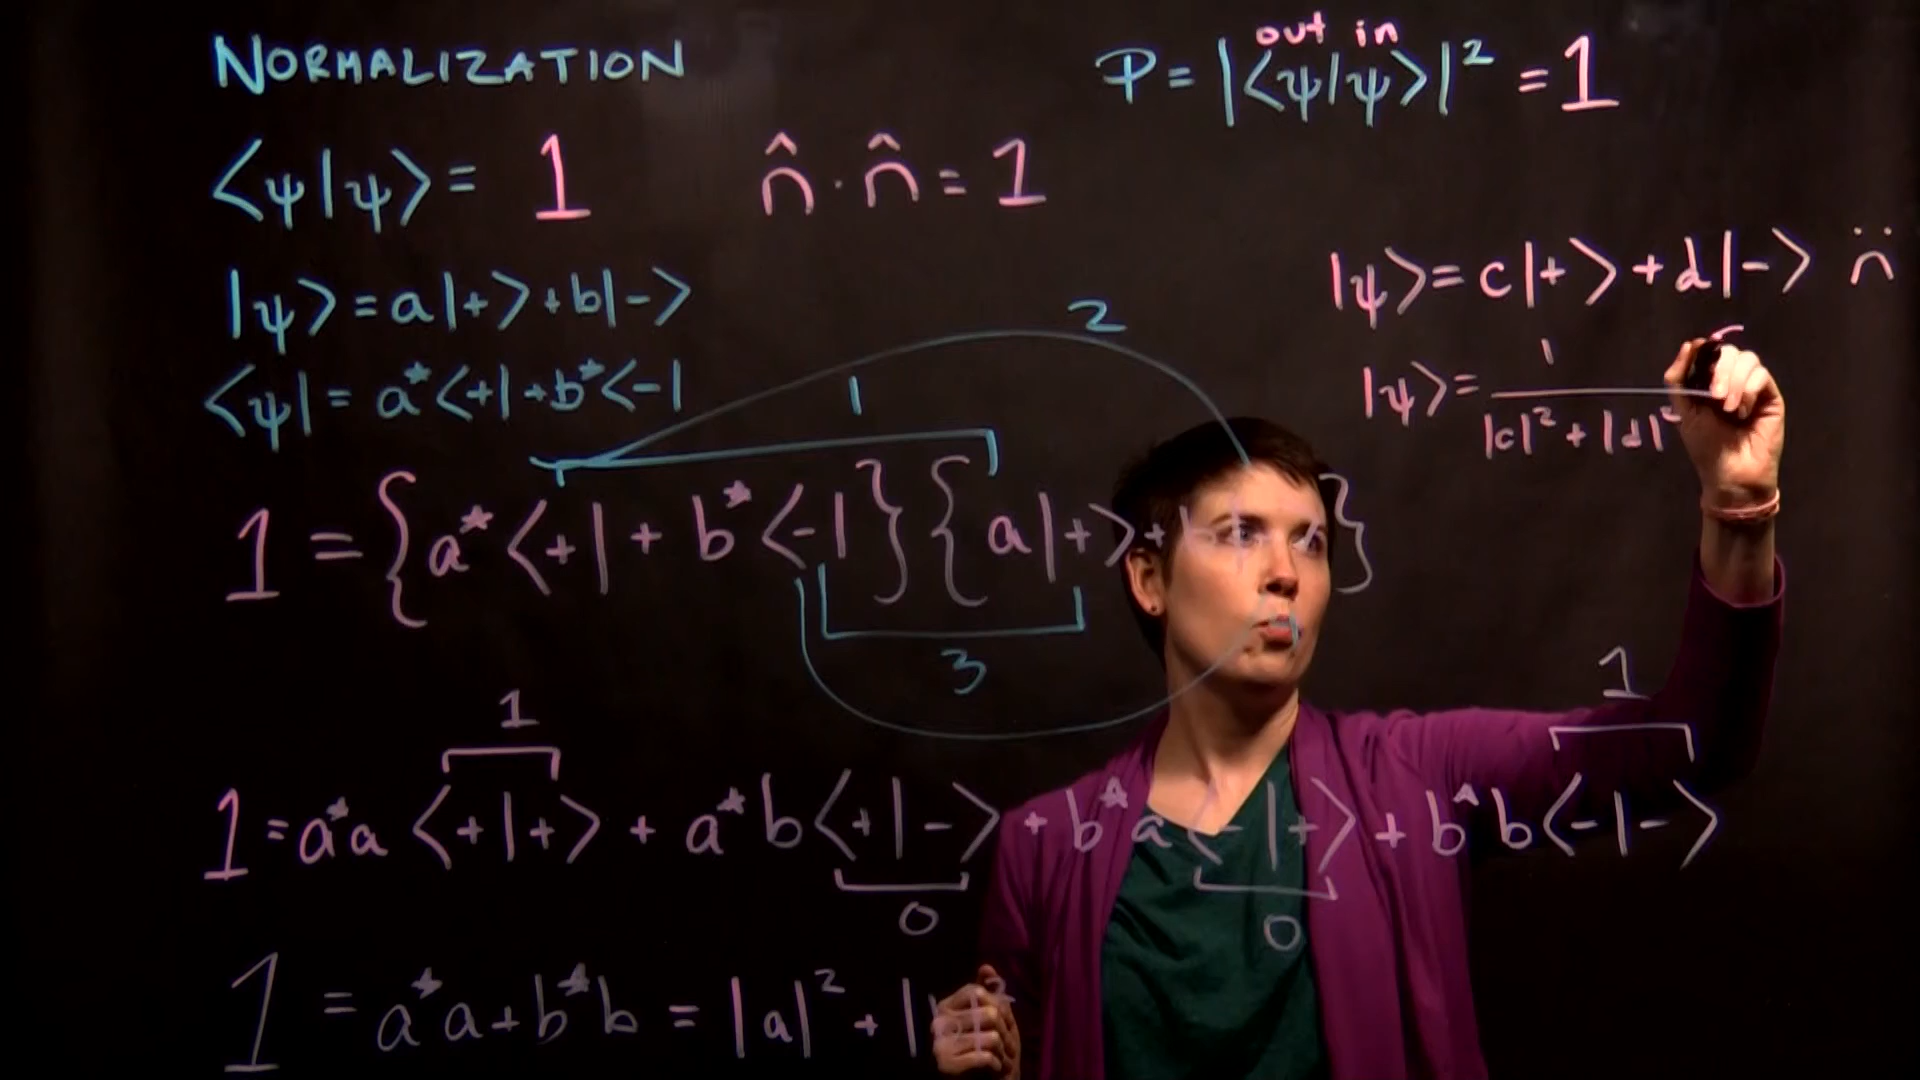 NORMALIZATION
out in
P = |<ψ|ψ>|² = 1
<ψ|ψ> = 1
n̂ · n̂ = 1
|ψ> = a|+> + b|->
|ψ> = c|+> + d|-> n̈
<ψ| = a*<+| + b*<-|
|ψ> = 1 / |c|² + |d|²
2
1
1 = {a*<+| + b*<-|}{a|+> + }
3
1
1
1 = a*a <+|+> + a*b<+|-> + b*a<-|+> + b*b<-|->
0
0
1 = a*a + b*b = |a|² + |b|²